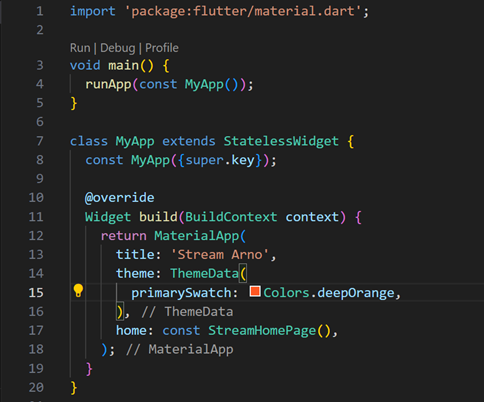 1 import 'package:flutter/material.dart';
2
Run | Debug | Profile
3 void main() {
4   runApp(const MyApp());
5 }
6
7 class MyApp extends StatelessWidget {
8   const MyApp({super.key});
9
10   @override
11   Widget build(BuildContext context) {
12     return MaterialApp(
13       title: 'Stream Arno',
14       theme: ThemeData(
15         primarySwatch: Colors.deepOrange,
16       ), // ThemeData
17       home: const StreamHomePage(),
18     ); // MaterialApp
19   }
20 }